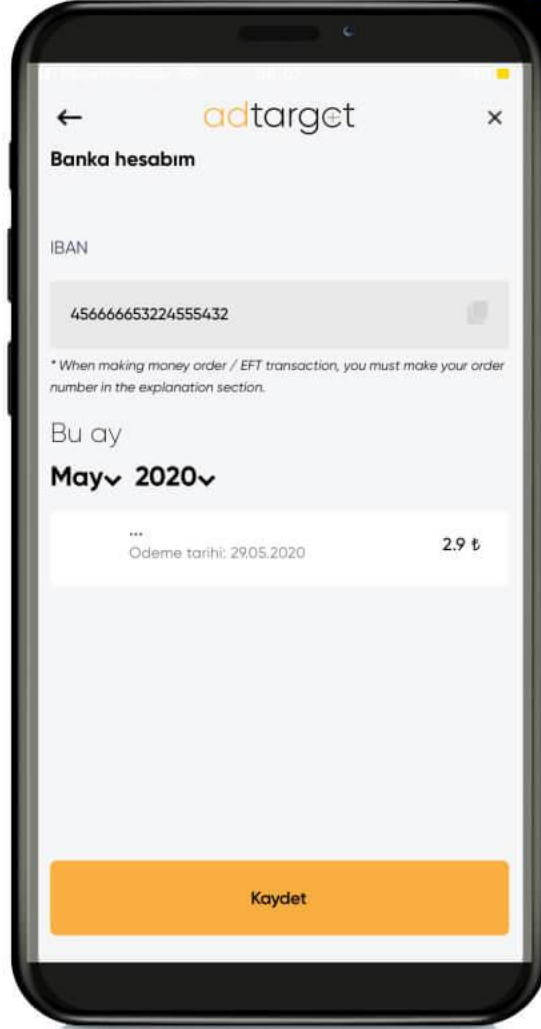 adtarget
Banka hesabım
IBAN
456666653224555432
* When making money order / EFT transaction, you must make your order
number in the explanation section.
Bu ay
May 2020
...
Ödeme tarihi: 29.05.2020
2.9 ₺
Kaydet